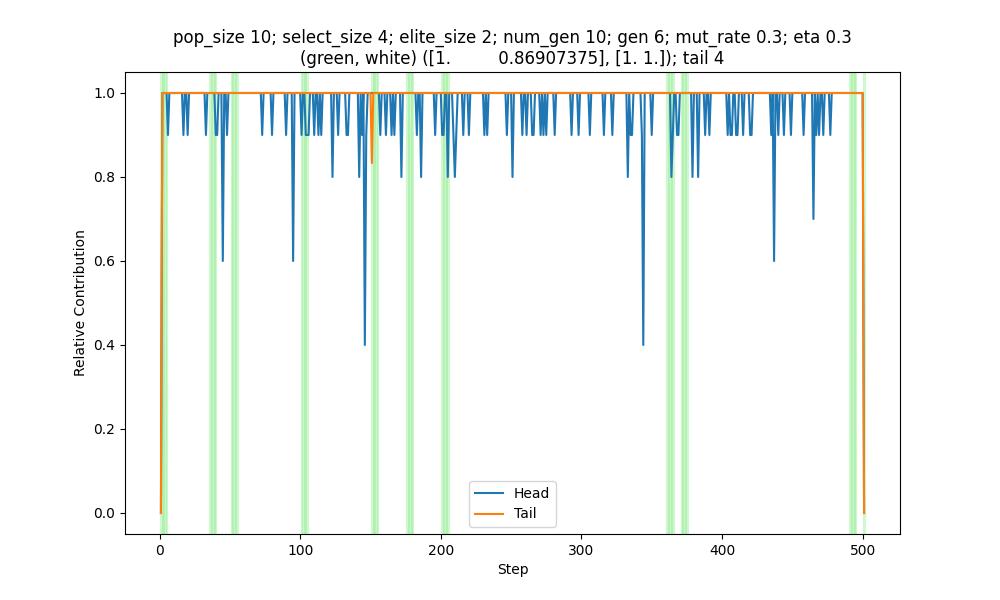 pop_size 10; select_size 4; elite_size 2; num_gen 10; gen 6; mut_rate 0.3; eta 0.3
(green, white) ([1.          0.86907375], [1. 1.]); tail 4
1.0
0.8
0.6
0.4
0.2
0.0
Relative Contribution
Head
Tail
0
100
200
300
400
500
Step